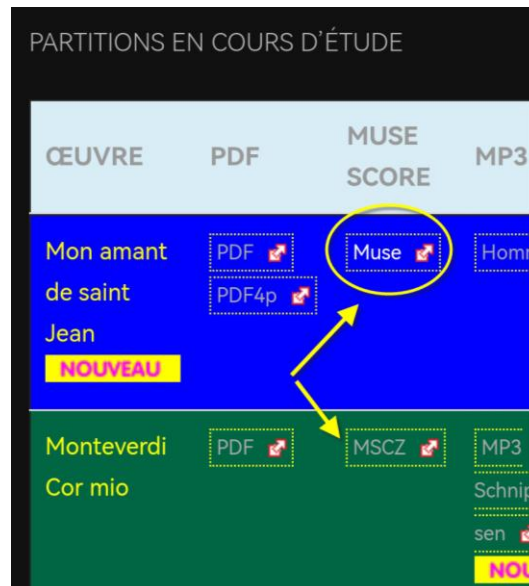 PARTITIONS EN COURS D'ÉTUDE
ŒUVRE
PDF
MUSE
SCORE
MP3
Mon amant
de saint
Jean
NOUVEAU
PDF
PDF4p
Muse
Monteverdi
Cor mio
PDF
MSCZ
MP3
sen